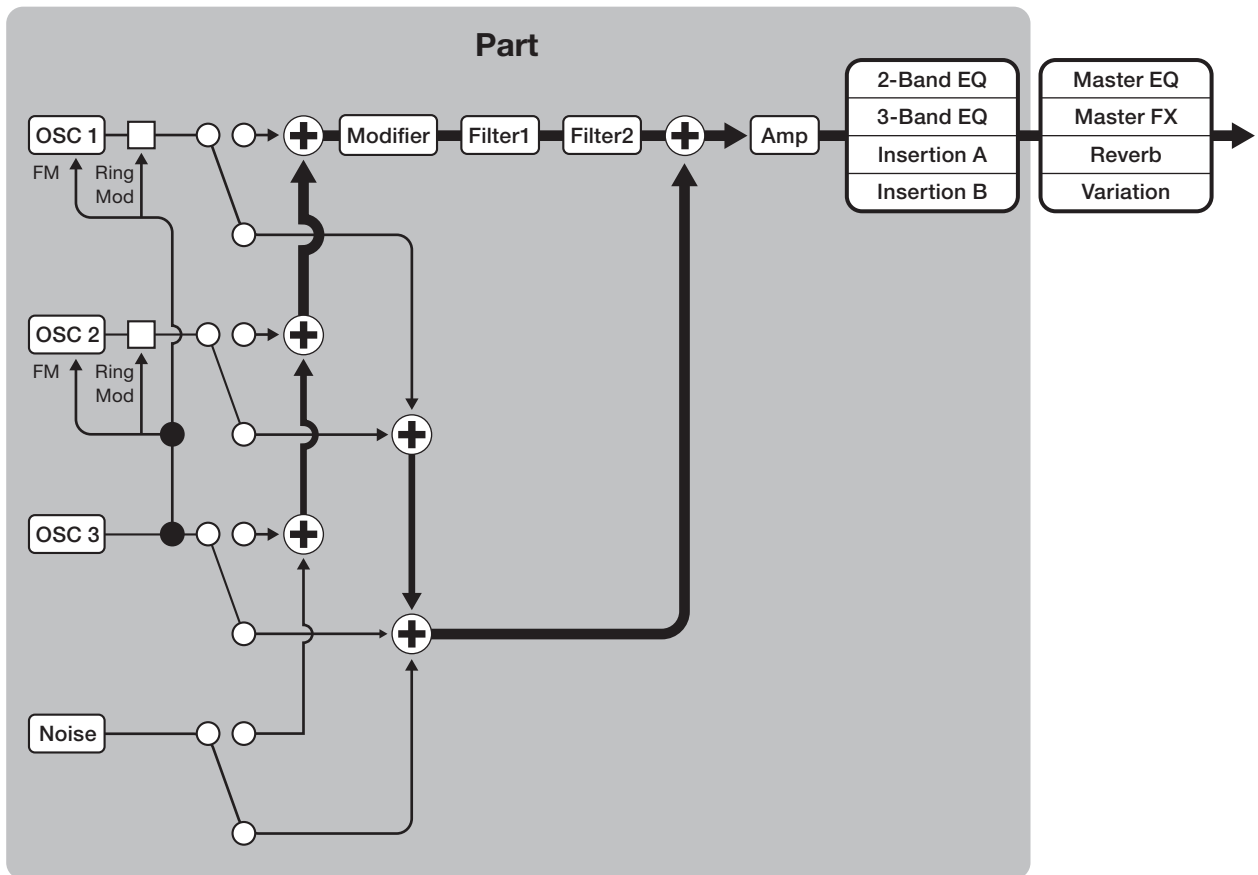 Part
2-Band EQ
3-Band EQ
Insertion A
Insertion B
Master EQ
Master FX
Reverb
Variation
OSC 1
Modifier
Filter1
Filter2
Amp
FM
Ring
Mod
OSC 2
FM
Ring
Mod
OSC 3
Noise